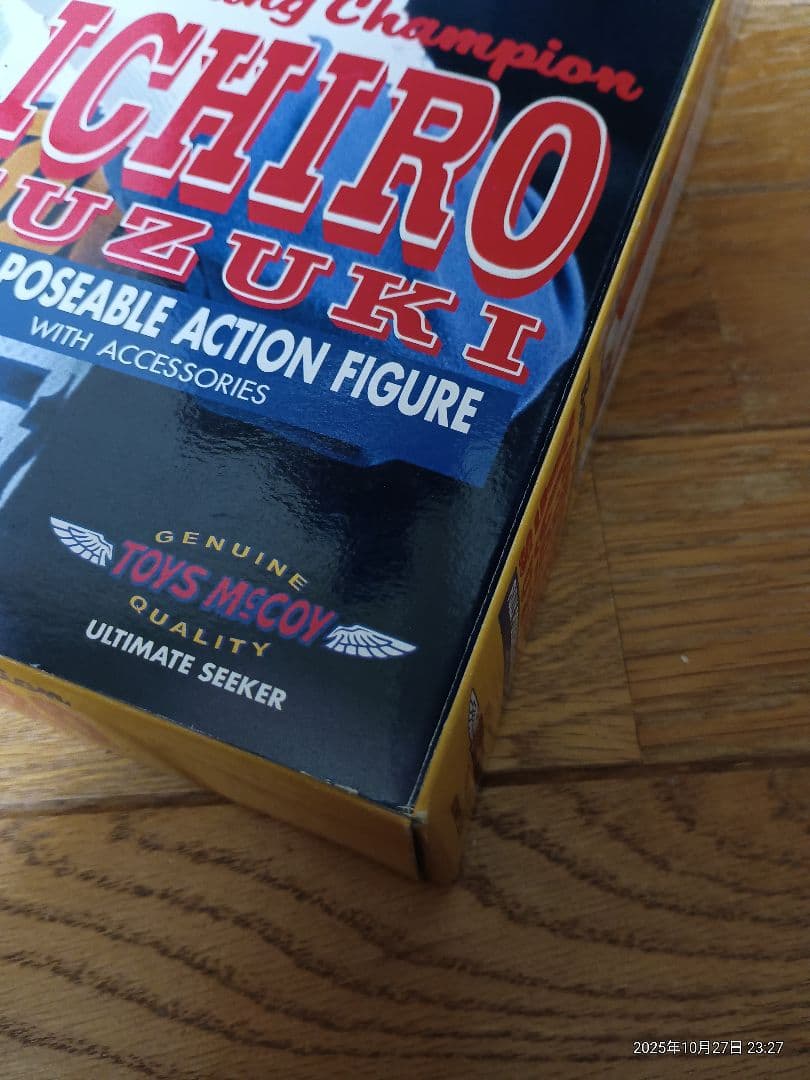 Champion
ICHIRO
UZUKI
POSEABLE ACTION FIGURE
WITH ACCESSORIES
GENUINE
TOYS McCOY
QUALITY
ULTIMATE SEEKER
2025年10月27日 23:27